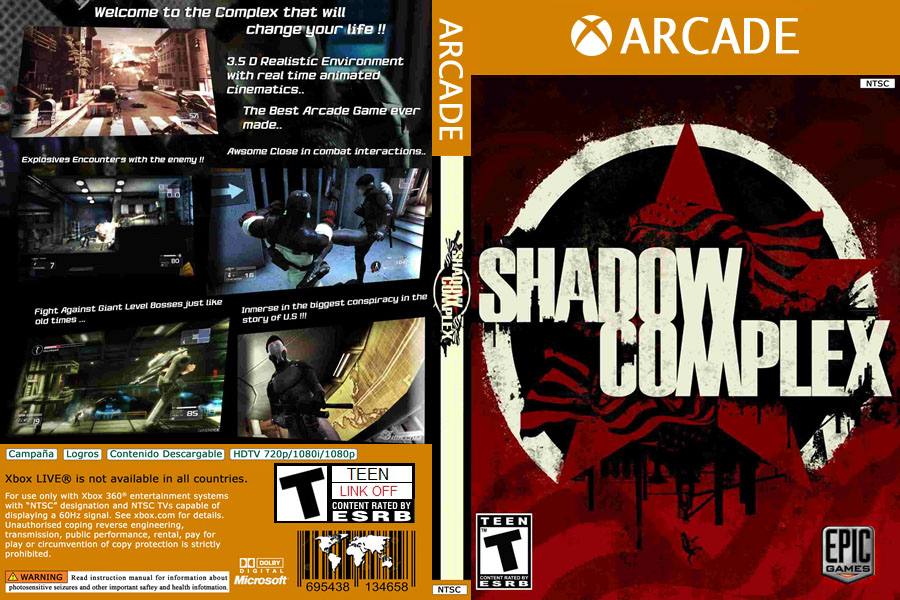 Welcome to the Complex that will
change your life !!
3.5 D Realistic Environment
with real time animated
cinematics..
The Best Arcade Game ever
made..
Awsome Close in combat interactions..
Explosives Encounters with the enemy !!
7
80
16
104
Fight Against Giant Level Bosses just like
old times ...
Inmerse in the biggest conspiracy in the
story of U.S !!!
19
85
Campaña
Logros
Contenido Descargable
HDTV 720p/1080i/1080p
Xbox LIVE® is not available in all countries.
For use only with Xbox 360® entertainment systems
with “NTSC” designation and NTSC TVs capable of
displaying a 60Hz signal. See xbox.com for details.
Unauthorised coping reverse engineering,
transmission, public performance, rental, pay for
play or circumvention of copy protection is strictly
prohibited.
WARNING Read instruction manual for information about
photosensitive seizures and other important saftey and health infotmation.
T
TEEN
LINK OFF
CONTENT RATED BY
ESRB
DOLBY
DIGITAL
Microsoft
695438 134658
ARCADE
SHADOW
COMPLEX
NTSC
ARCADE
NTSC
SHADOW
COMPLEX
TEEN
T
CONTENT RATED BY
ESRB
EPIC
GAMES